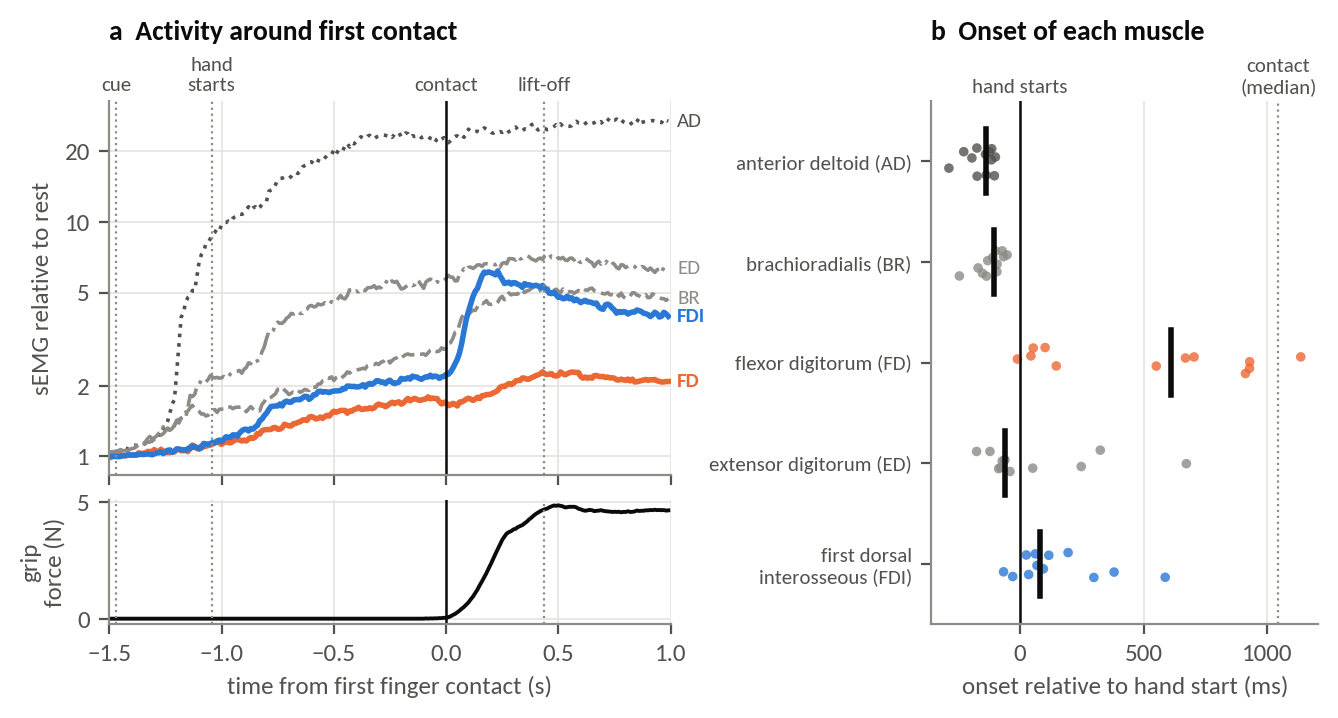 a Activity around first contact
cue
hand
starts
contact
lift-off
20
10
5
2
1
sEMG relative to rest
AD
ED
BR
FDI
FD
5
0
grip
force (N)
−1.5
−1.0
−0.5
0.0
0.5
1.0
time from first finger contact (s)
b Onset of each muscle
hand starts
contact
(median)
anterior deltoid (AD)
brachioradialis (BR)
flexor digitorum (FD)
extensor digitorum (ED)
first dorsal
interosseous (FDI)
0
500
1000
onset relative to hand start (ms)